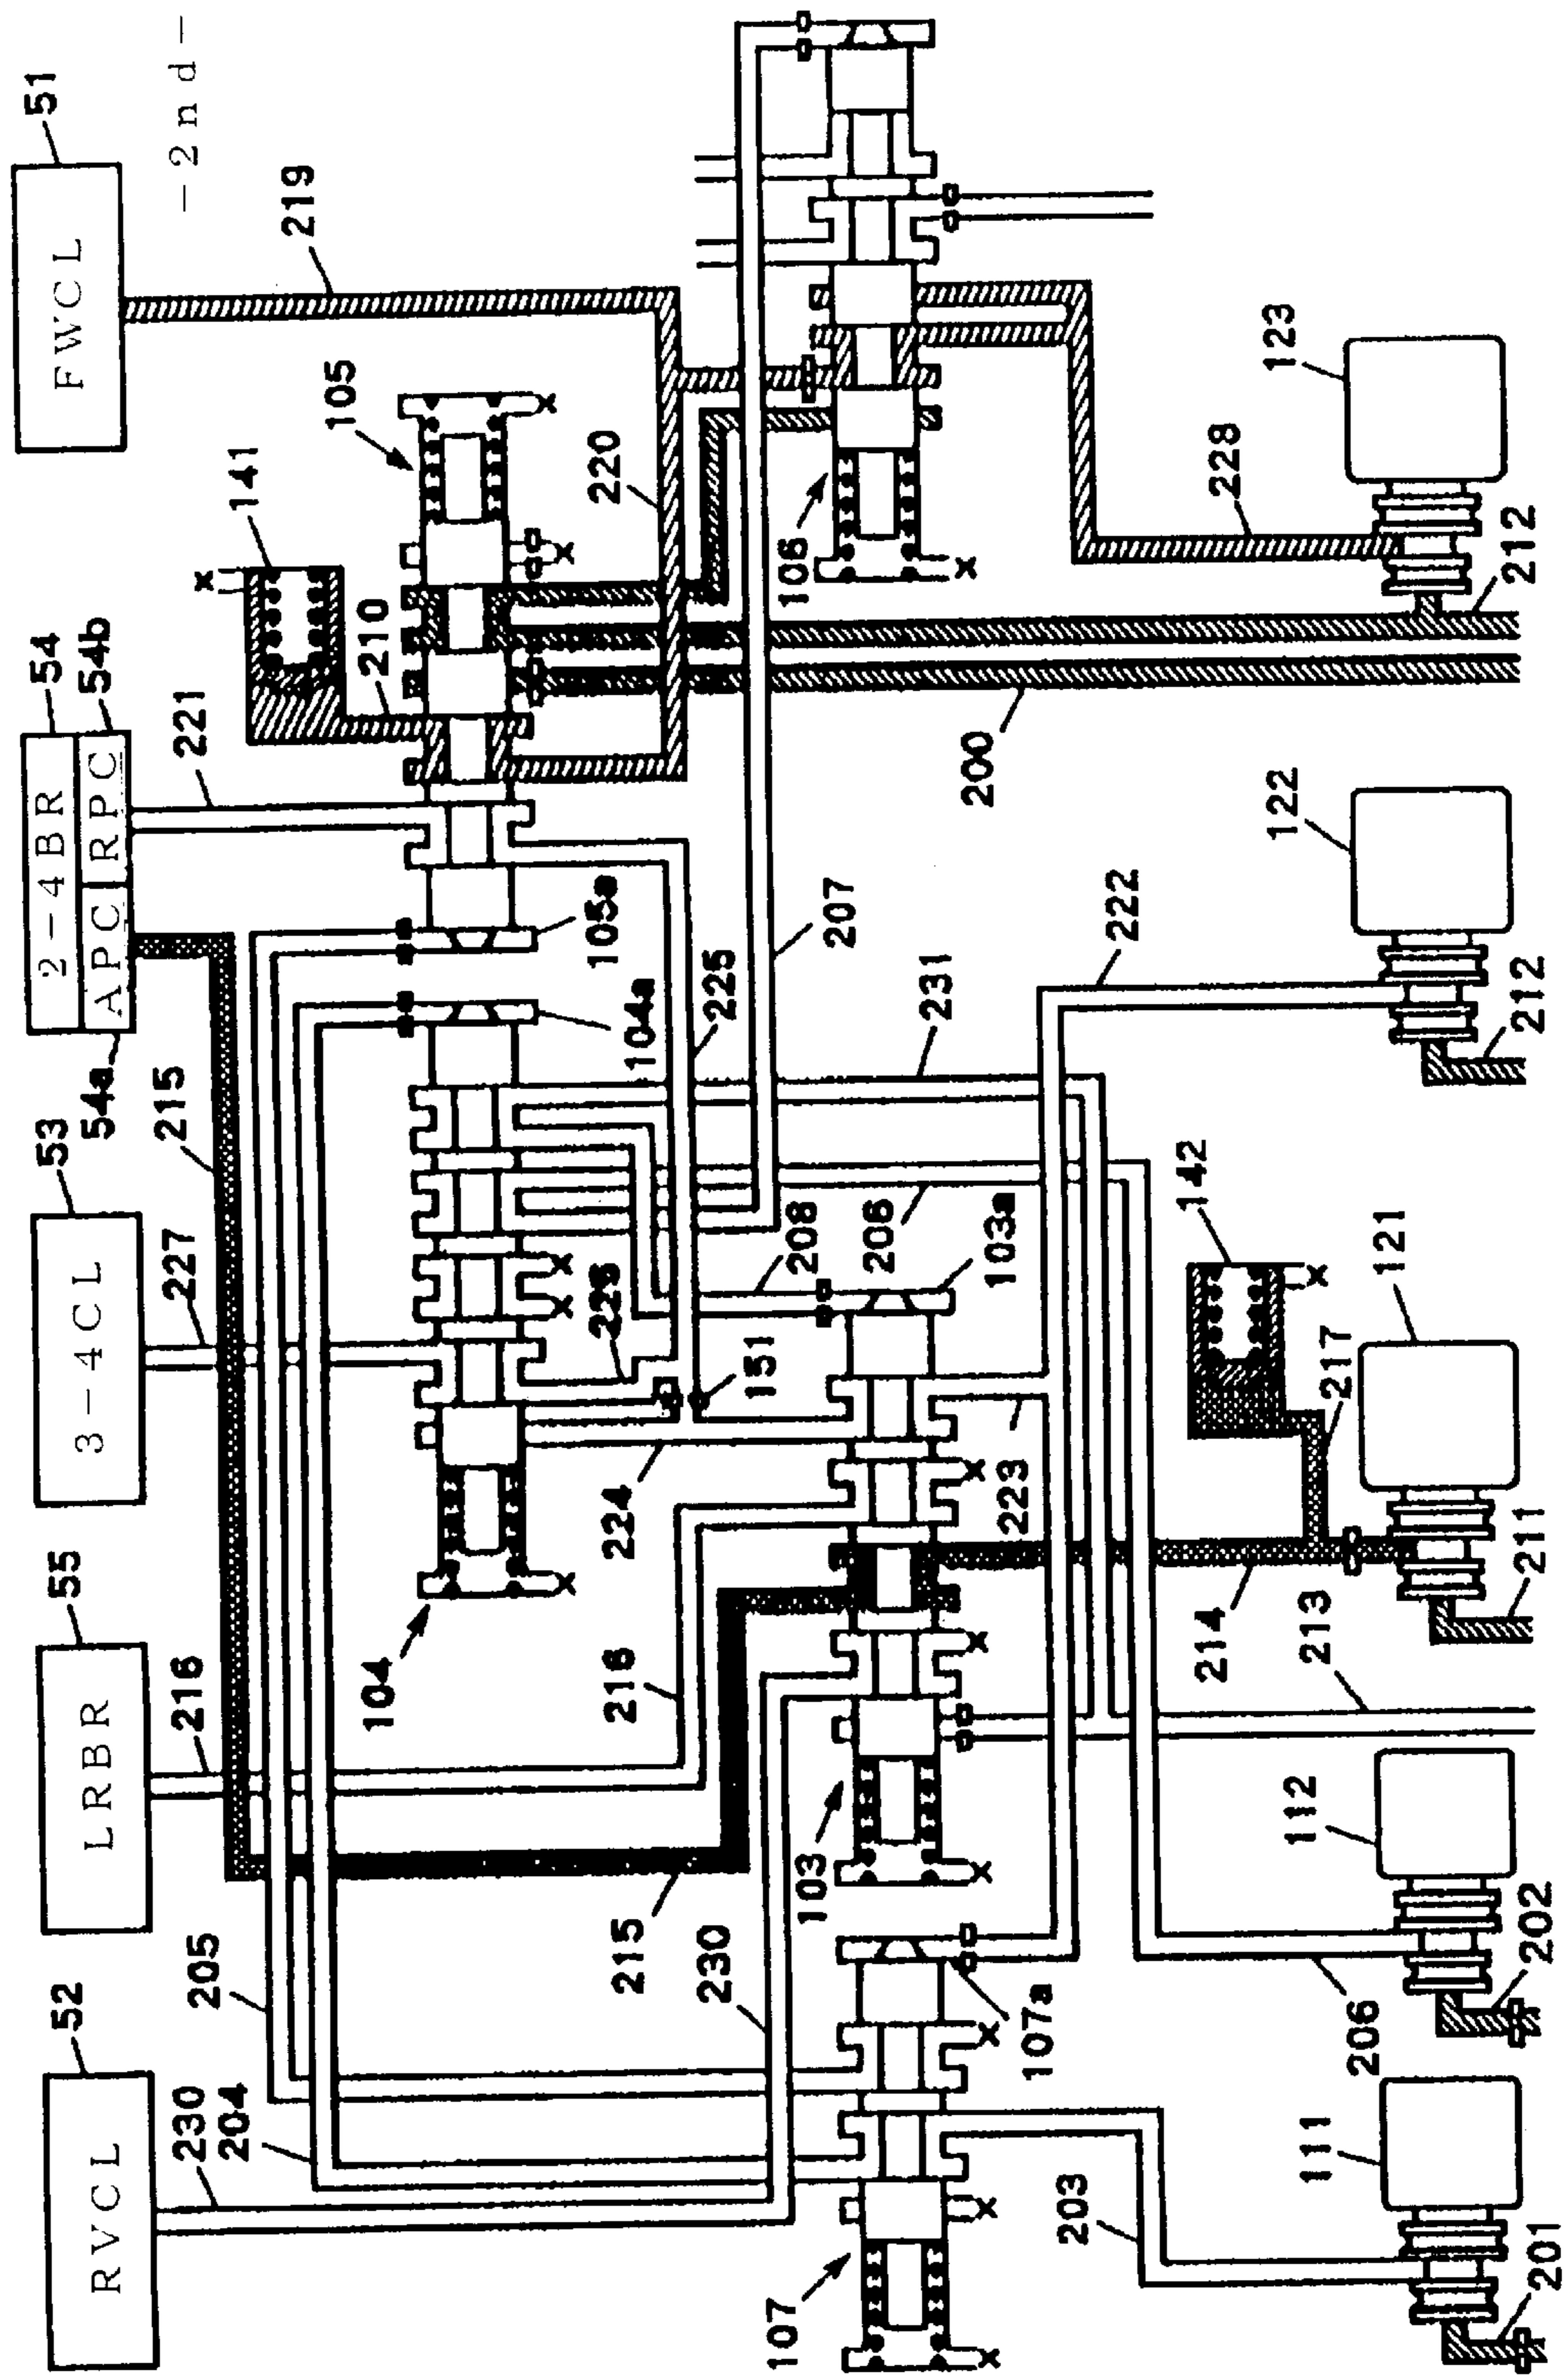 -2nd-
FWCL
51
219
54
2-4BR
APC
RPC
54b
54a
141
105
210
221
220
53
3-4CL
227
215
105a
104a
55
LRBR
216
104
52
RVCL
230
204
205
106
228
123
212
200
207
225
231
222
122
212
226
208
206
103a
151
224
223
142
217
121
211
216
214
213
215
230
103
112
202
206
107a
107
203
111
201
X
X
X
X
X
X
X
X
X
X
X
X
X
X